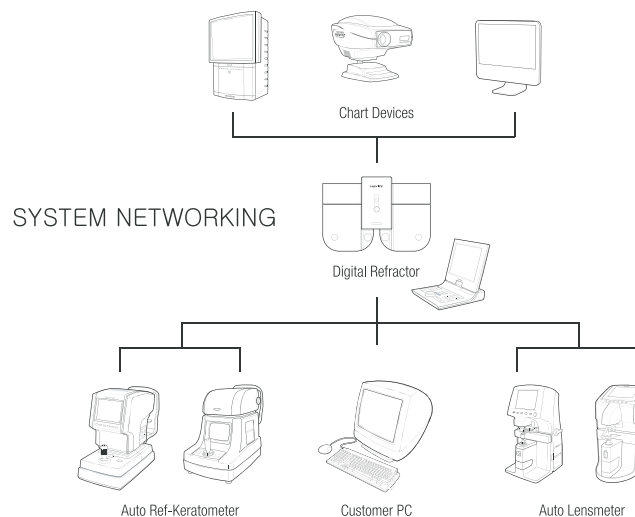 Chart Devices
SYSTEM NETWORKING
Digital Refractor
Auto Ref-Keratometer
Customer PC
Auto Lensmeter